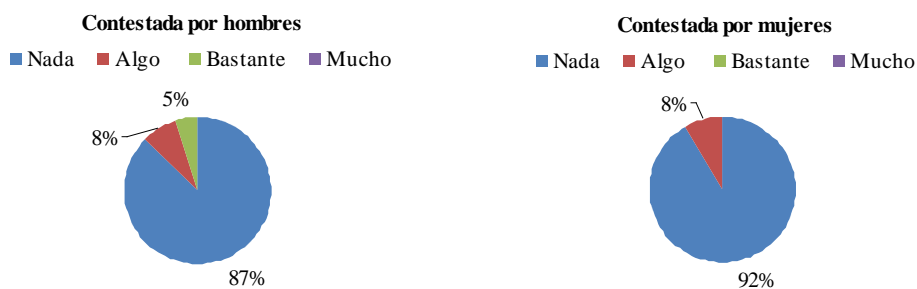 Contestada por hombres
Nada Algo Bastante Mucho
5%
8%
87%
Contestada por mujeres
Nada Algo Bastante Mucho
8%
92%